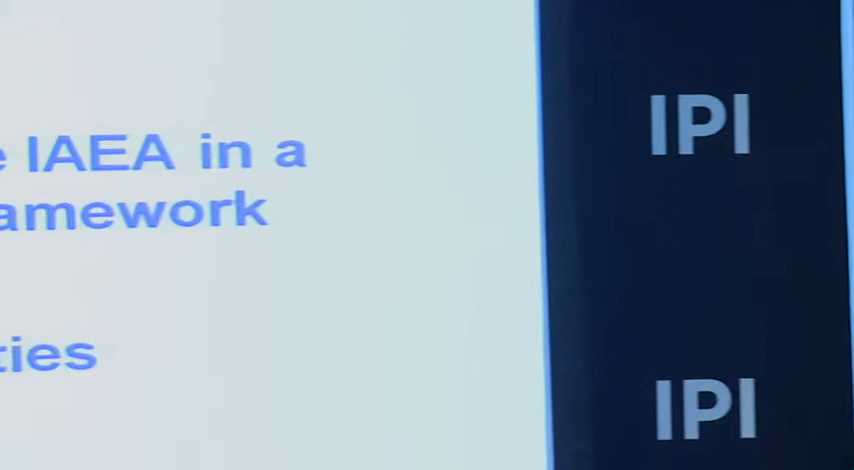 e IAEA in a
amework
ties
IPI
IPI